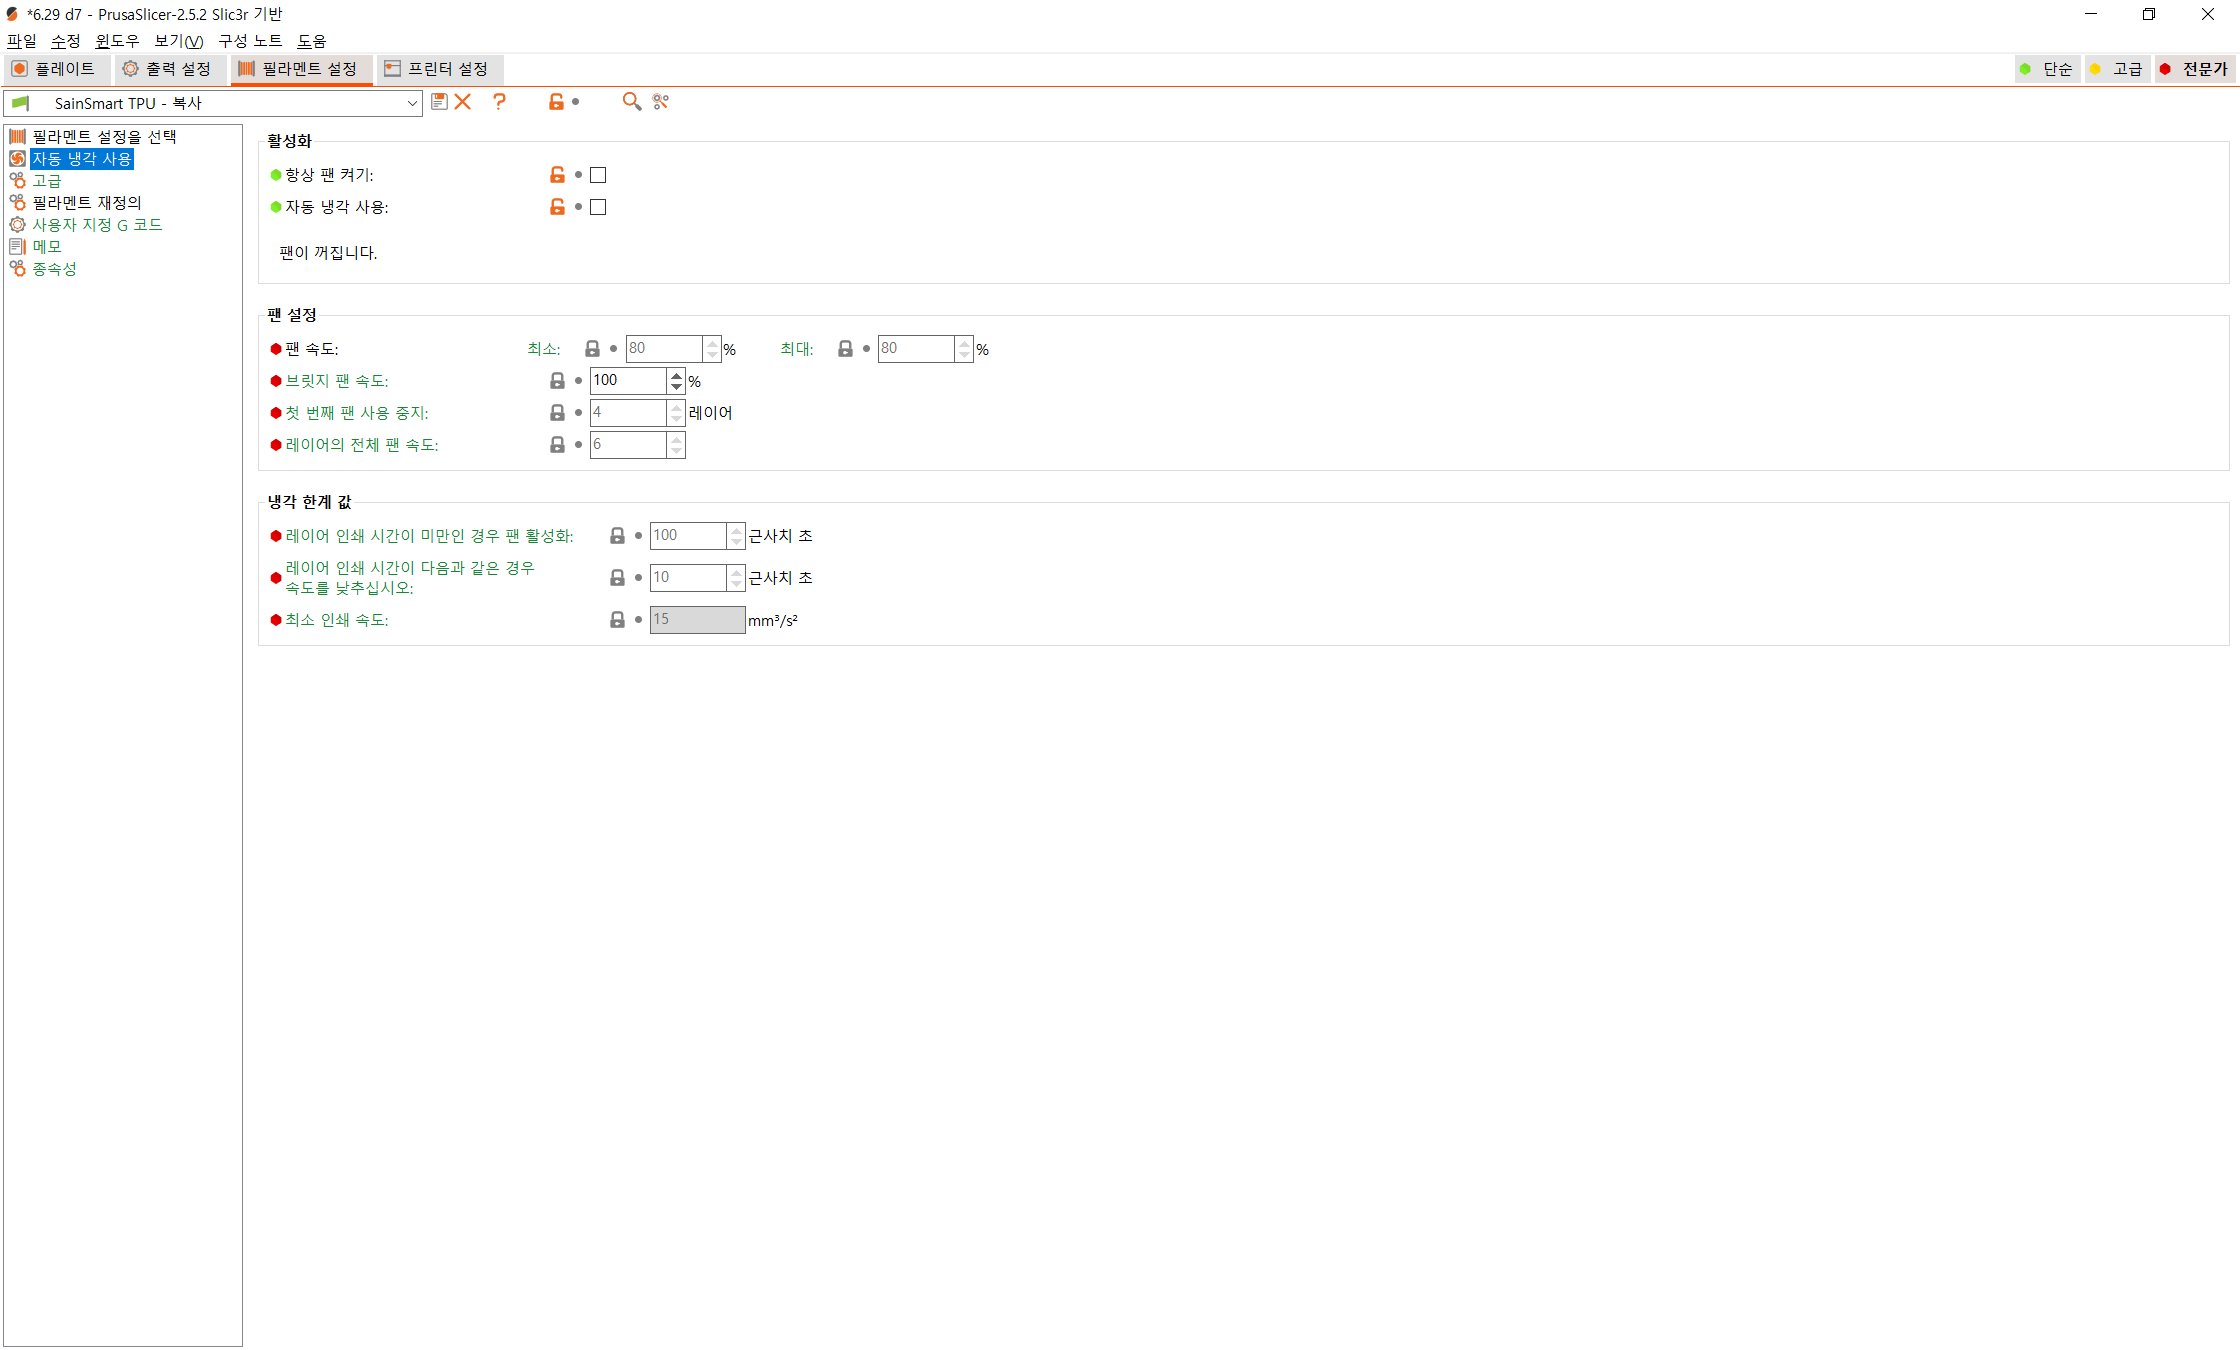 *6.29 d7 - PrusaSlicer-2.5.2 Slic3r 기반
파일 수정 윈도우 보기(V) 구성 노트 도움
플레이트 출력 설정 필라멘트 설정 프린터 설정 단순 고급 전문가
SainSmart TPU - 복사
필라멘트 설정을 선택
자동 냉각 사용
고급
필라멘트 재정의
사용자 지정 G 코드
메모
종속성
활성화
항상 팬 켜기:
자동 냉각 사용:
팬이 꺼집니다.
팬 설정
팬 속도: 최소: 80 % 최대: 80 %
브릿지 팬 속도: 100 %
첫 번째 팬 사용 중지: 4 레이어
레이어의 전체 팬 속도: 6
냉각 한계 값
레이어 인쇄 시간이 미만인 경우 팬 활성화: 100 근사치 초
레이어 인쇄 시간이 다음과 같은 경우
속도를 낮추십시오: 10 근사치 초
최소 인쇄 속도: 15 mm³/s²